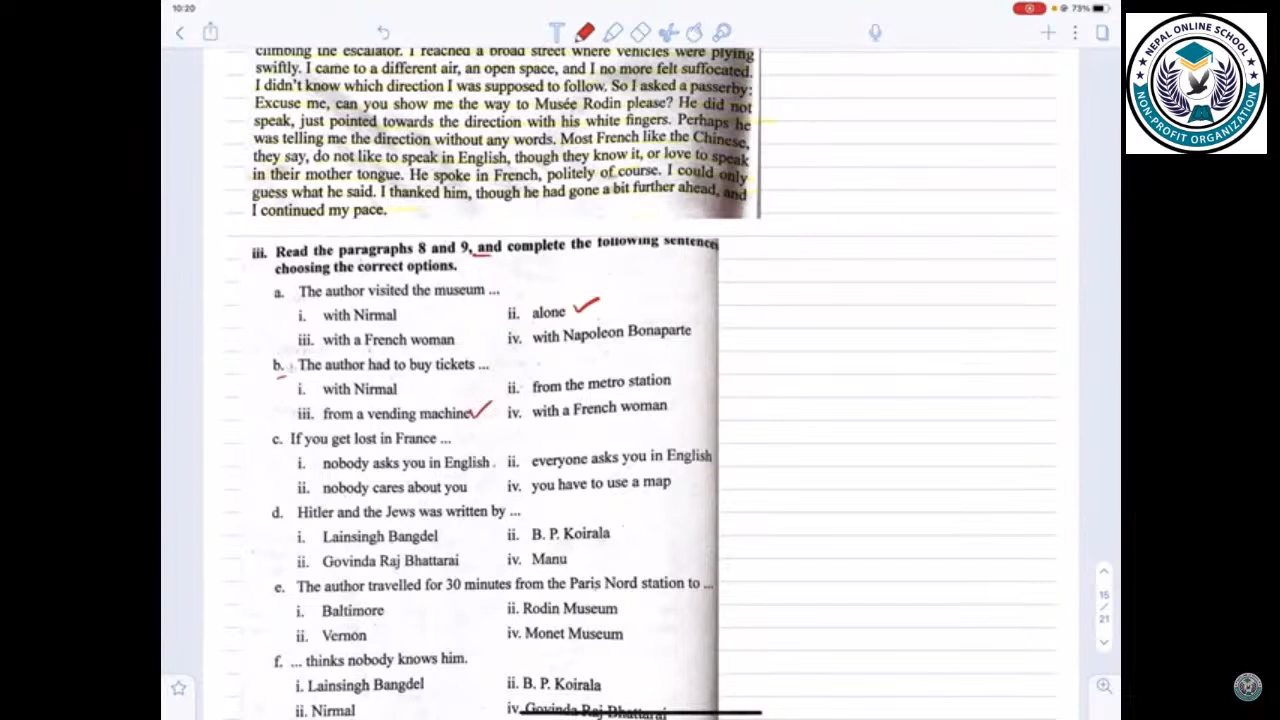 10:20
73%
climbing the escalator. I reached a broad street where vehicles were plying
swiftly. I came to a different air, an open space, and I no more felt suffocated.
I didn't know which direction I was supposed to follow. So I asked a passerby:
Excuse me, can you show me the way to Musée Rodin please? He did not
speak, just pointed towards the direction with his white fingers. Perhaps he
was telling me the direction without any words. Most French like the Chinese,
they say, do not like to speak in English, though they know it, or love to speak
in their mother tongue. He spoke in French, politely of course. I could only
guess what he said. I thanked him, though he had gone a bit further ahead, and
I continued my pace.
iii. Read the paragraphs 8 and 9, and complete the following sentence
choosing the correct options.
a. The author visited the museum ...
i. with Nirmal
ii. alone
iii. with a French woman
iv. with Napoleon Bonaparte
b. The author had to buy tickets ...
i. with Nirmal
ii. from the metro station
iii. from a vending machine
iv. with a French woman
c. If you get lost in France ...
i. nobody asks you in English.
ii. everyone asks you in English
ii. nobody cares about you
iv. you have to use a map
d. Hitler and the Jews was written by ...
i. Lainsingh Bangdel
ii. B. P. Koirala
ii. Govinda Raj Bhattarai
iv. Manu
e. The author travelled for 30 minutes from the Paris Nord station to ...
i. Baltimore
ii. Rodin Museum
ii. Vernon
iv. Monet Museum
f. ... thinks nobody knows him.
i. Lainsingh Bangdel
ii. B. P. Koirala
ii. Nirmal
iv. Govinda Raj Bhattarai
15
/
21
NEPAL ONLINE SCHOOL
NON-PROFIT ORGANIZATION